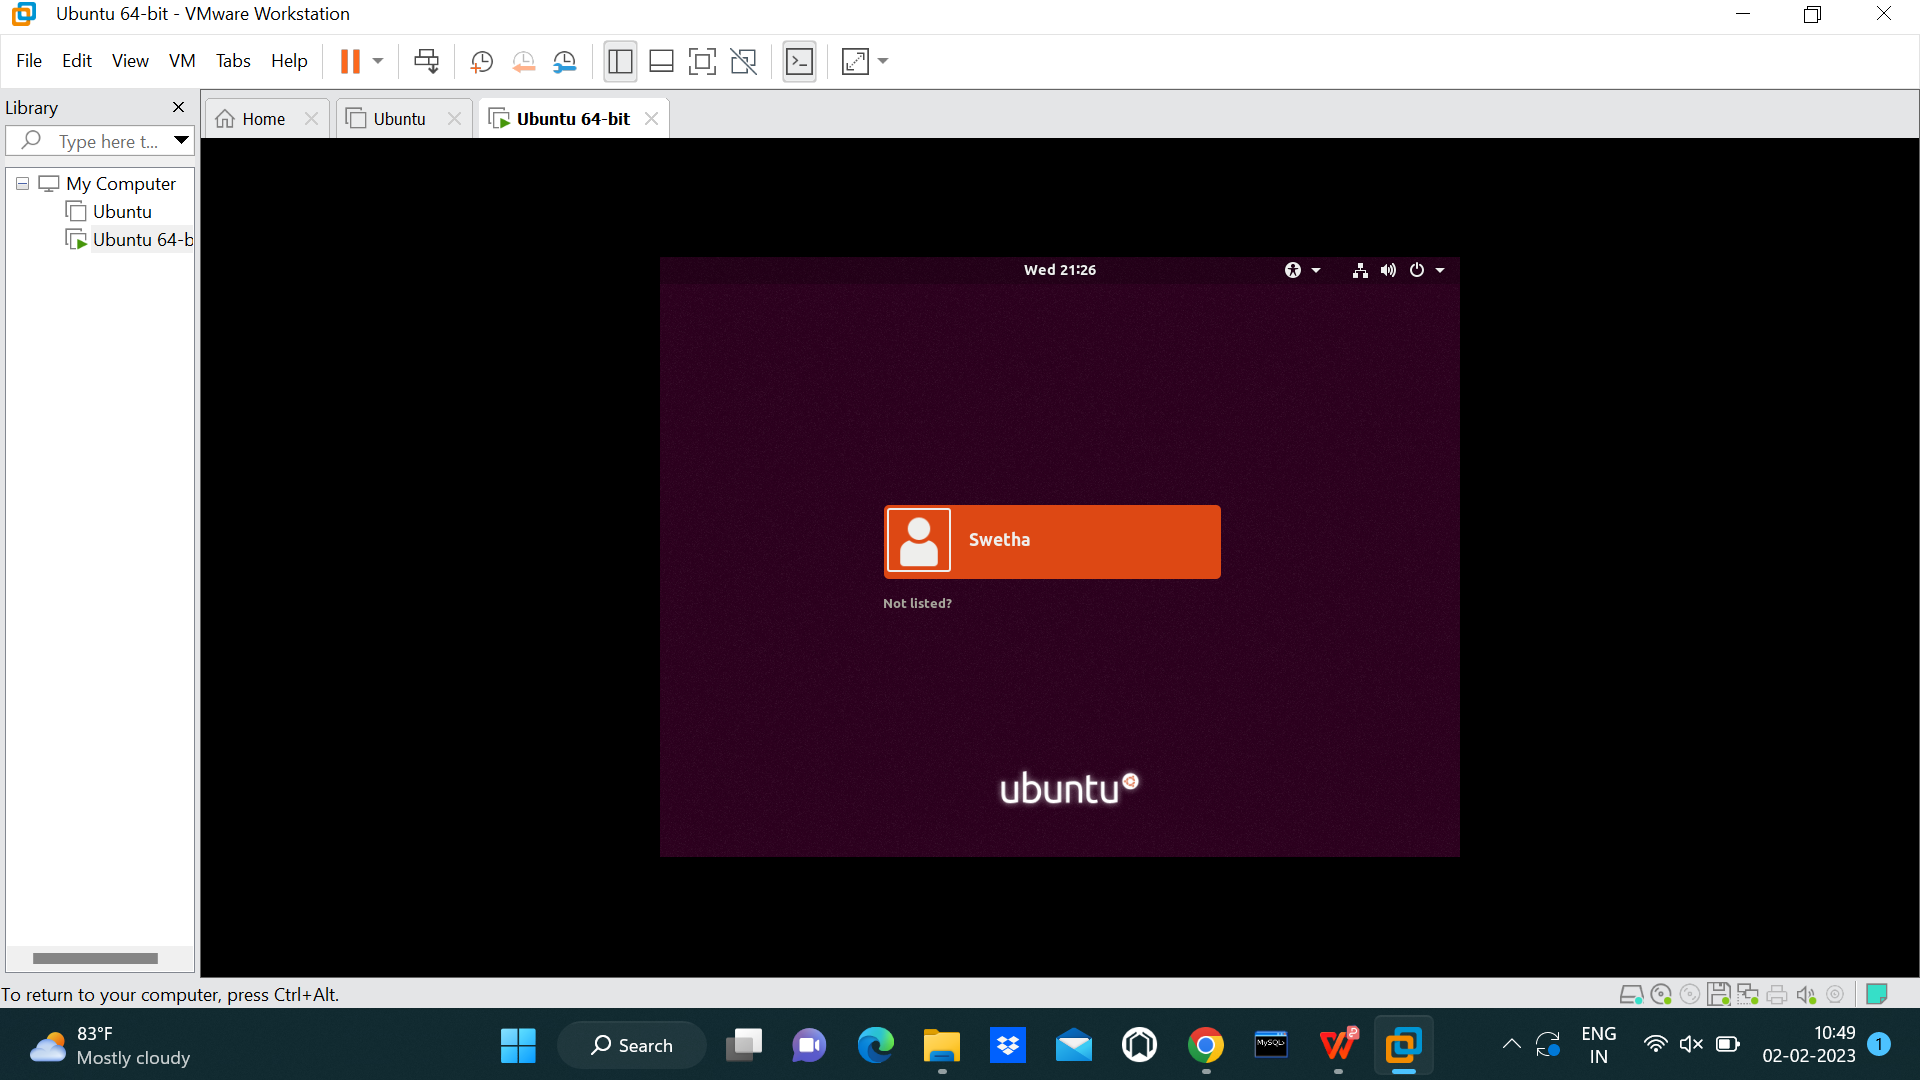 Ubuntu 64-bit - VMware Workstation
File Edit View VM Tabs Help
Library
Home
Ubuntu
Ubuntu 64-bit
Type here t...
My Computer
Ubuntu
Ubuntu 64-b
Wed 21:26
Swetha
Not listed?
ubuntu
To return to your computer, press Ctrl+Alt.
83°F
Mostly cloudy
Search
MySQL>
ENG
IN
10:49
02-02-2023
1